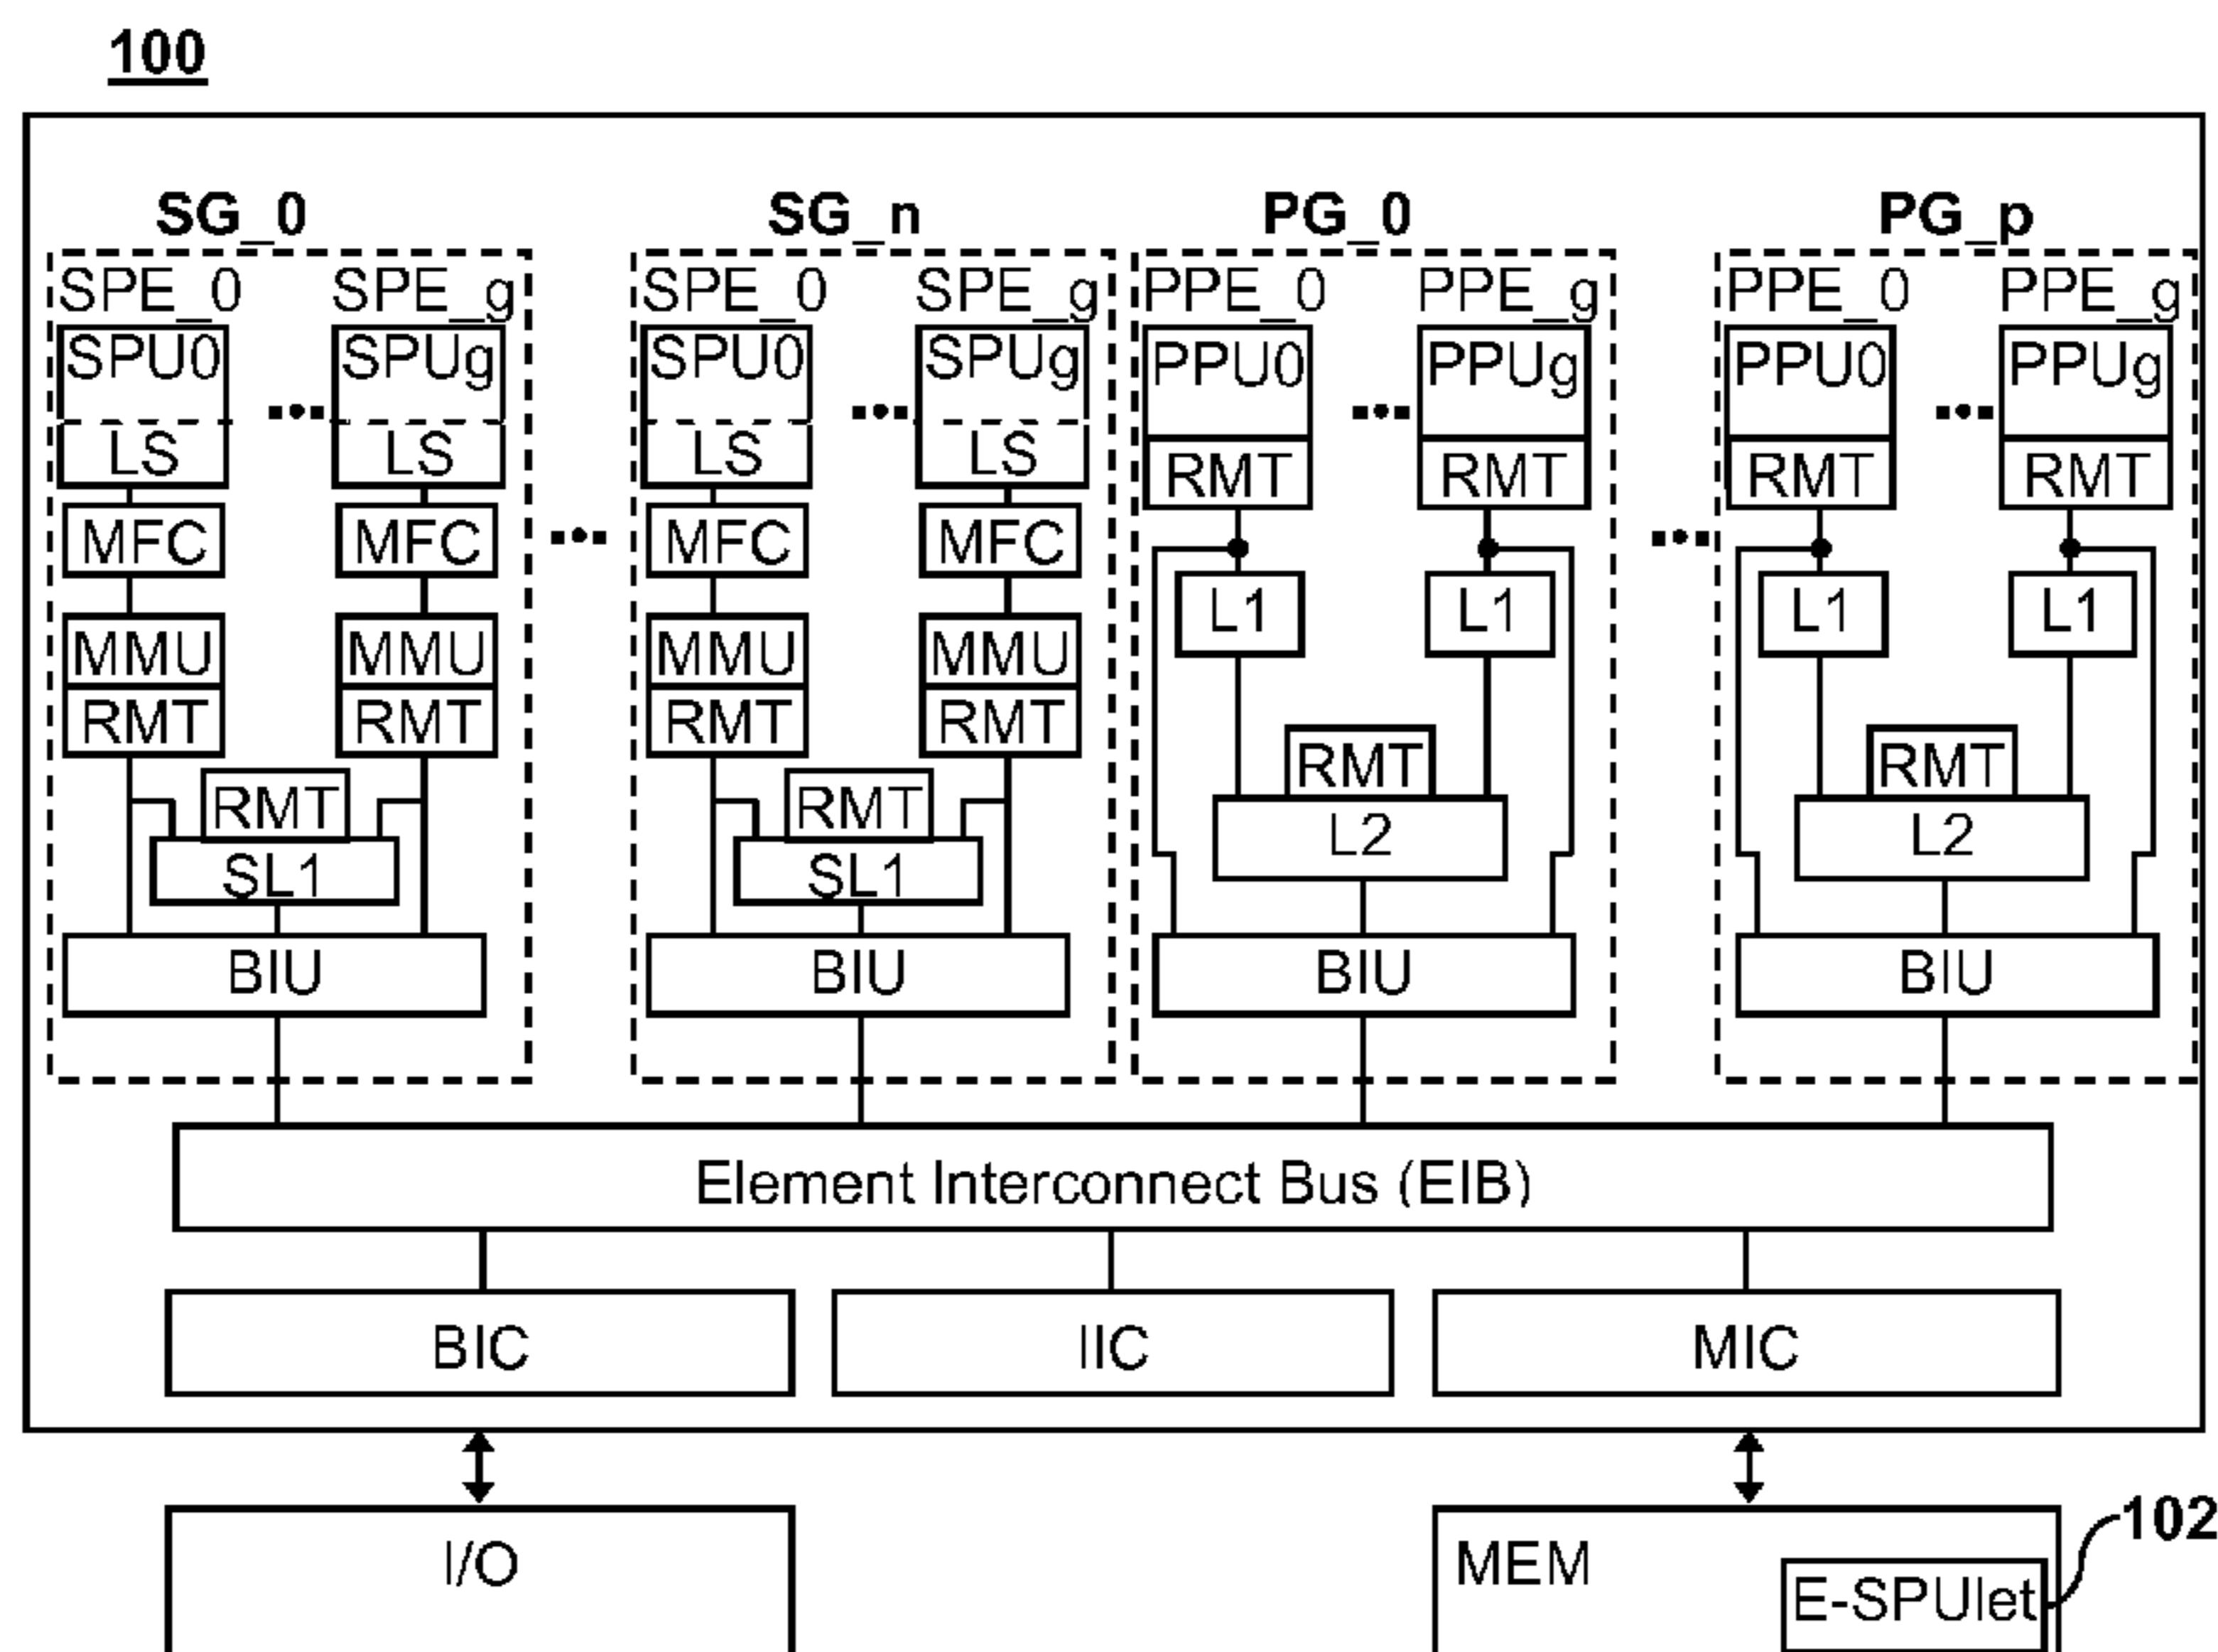 100
SG_0 SG_n PG_0 PG_p
SPE_0 SPE_g SPE_0 SPE_g PPE_0 PPE_g PPE_0 PPE_g
SPU0 SPUg SPU0 SPUg PPU0 PPUg PPU0 PPUg
LS LS LS LS RMT RMT RMT RMT
MFC MFC MFC MFC
L1 L1 L1 L1
MMU MMU MMU MMU
RMT RMT RMT RMT RMT RMT
RMT RMT L2 L2
SL1 SL1
BIU BIU BIU BIU
Element Interconnect Bus (EIB)
BIC IIC MIC
102
I/O MEM
E-SPUlet